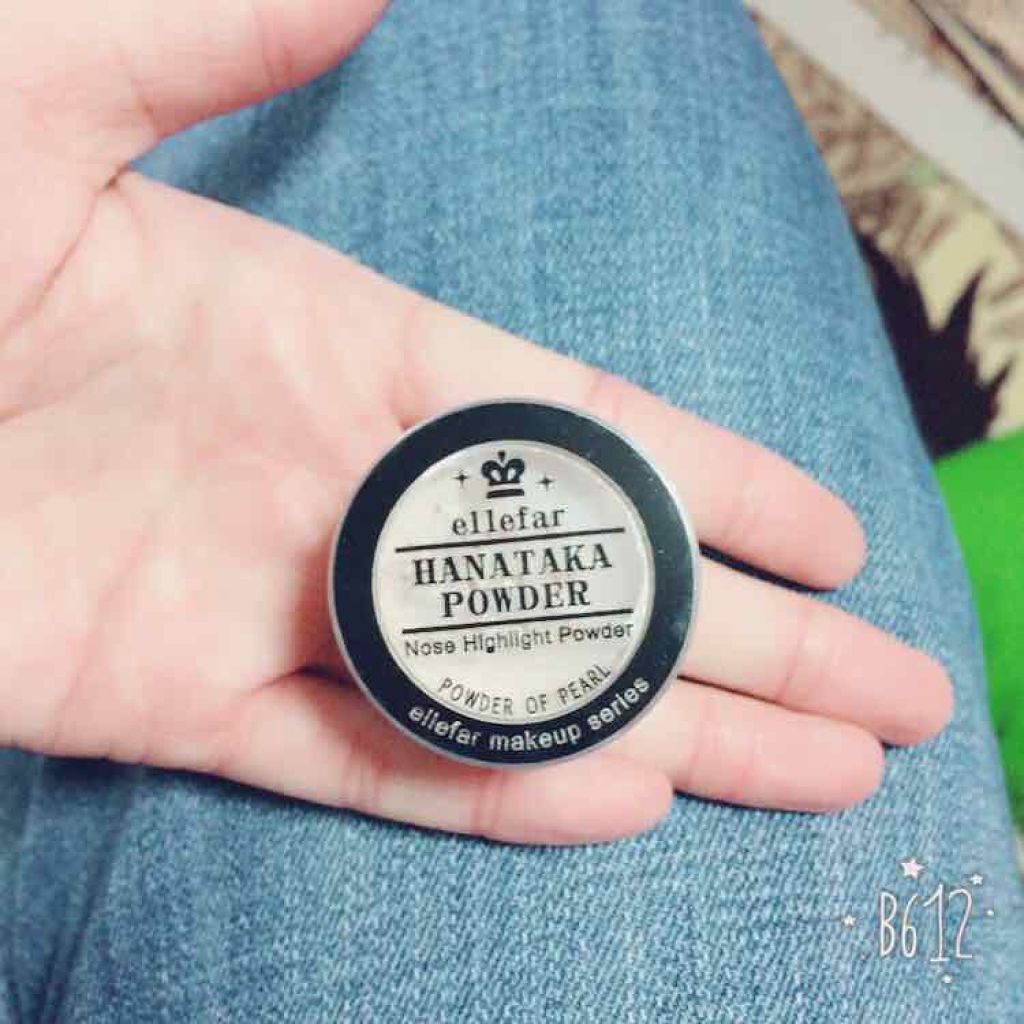 ellefar
HANATAKA
POWDER
Nose Highlight Powder
POWDER OF PEARL
ellefar makeup series
B612